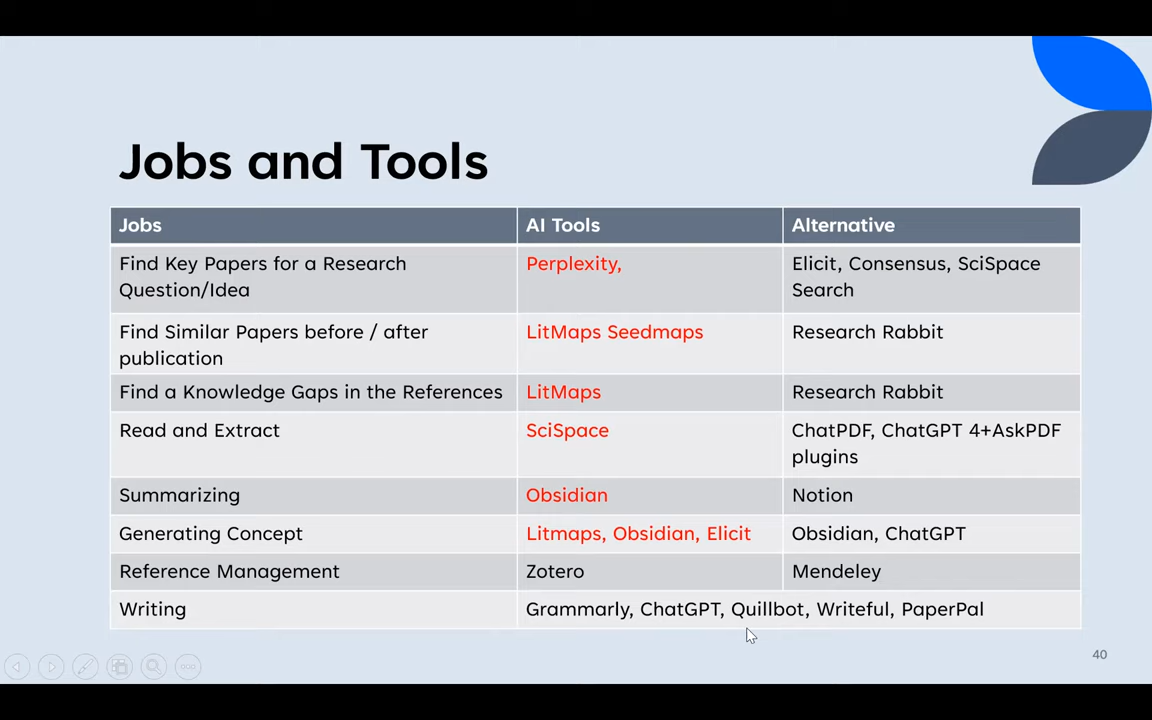 Jobs and Tools
Jobs AI Tools Alternative
Find Key Papers for a Research Perplexity, Elicit, Consensus, SciSpace
Question/Idea Search
Find Similar Papers before / after LitMaps Seedmaps Research Rabbit
publication
Find a Knowledge Gaps in the References LitMaps Research Rabbit
Read and Extract SciSpace ChatPDF, ChatGPT 4+AskPDF
plugins
Summarizing Obsidian Notion
Generating Concept Litmaps, Obsidian, Elicit Obsidian, ChatGPT
Reference Management Zotero Mendeley
Writing Grammarly, ChatGPT, Quillbot, Writeful, PaperPal
40